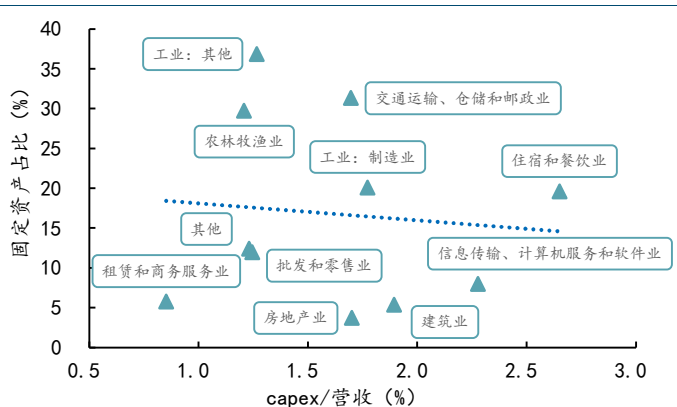 固定资产占比（%）
40
35
30
25
20
15
10
5
0
工业：其他
交通运输、仓储和邮政业
农林牧渔业
工业：制造业
住宿和餐饮业
其他
信息传输、计算机服务和软件业
租赁和商务服务业
批发和零售业
房地产业
建筑业
0.5
1.0
1.5
2.0
2.5
3.0
capex/营收（%）